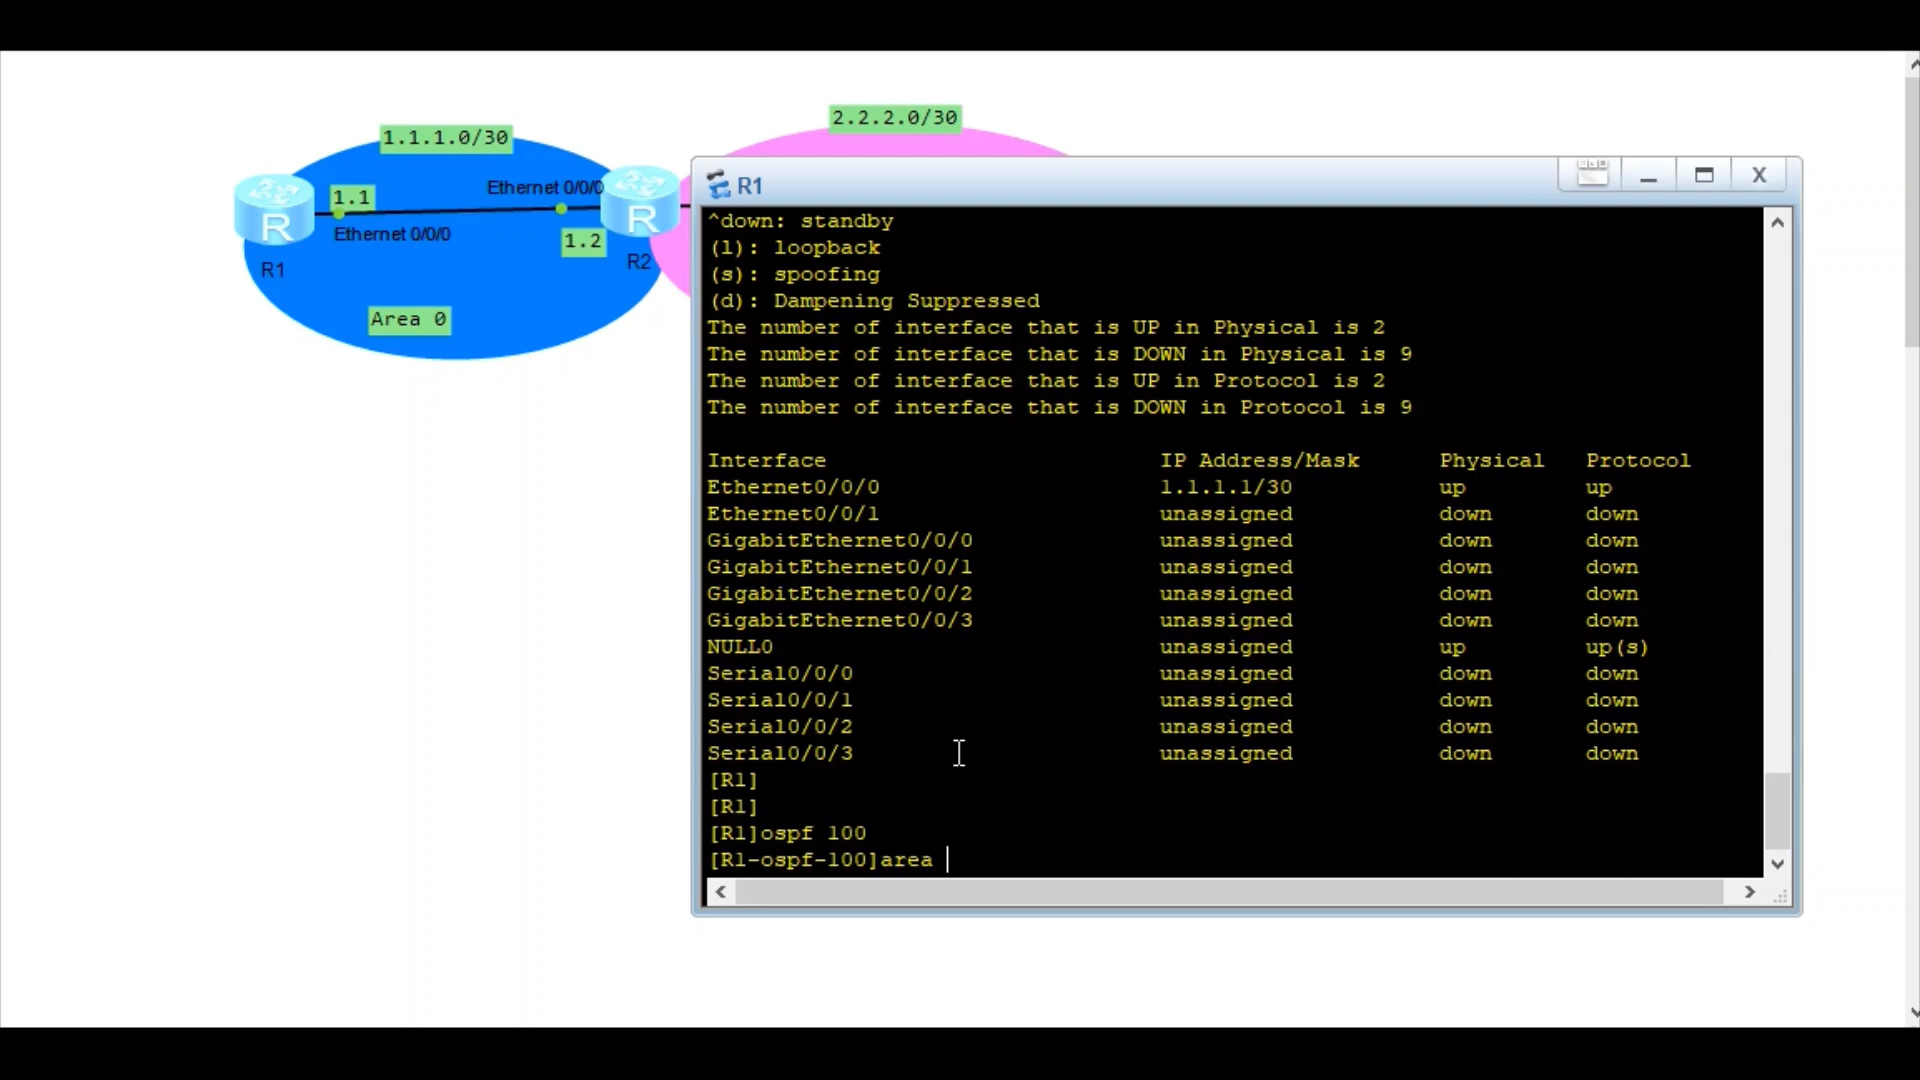 2.2.2.0/30
1.1.1.0/30
1.1
Ethernet 0/0/0
Ethernet 0/0/0
1.2
R
R
R1
R2
Area 0
R1
^down: standby
(l): loopback
(s): spoofing
(d): Dampening Suppressed
The number of interface that is UP in Physical is 2
The number of interface that is DOWN in Physical is 9
The number of interface that is UP in Protocol is 2
The number of interface that is DOWN in Protocol is 9
Interface IP Address/Mask Physical Protocol
Ethernet0/0/0 1.1.1.1/30 up up
Ethernet0/0/1 unassigned down down
GigabitEthernet0/0/0 unassigned down down
GigabitEthernet0/0/1 unassigned down down
GigabitEthernet0/0/2 unassigned down down
GigabitEthernet0/0/3 unassigned down down
NULL0 unassigned up up(s)
Serial0/0/0 unassigned down down
Serial0/0/1 unassigned down down
Serial0/0/2 unassigned down down
Serial0/0/3 unassigned down down
[R1]
[R1]
[R1]ospf 100
[R1-ospf-100]area